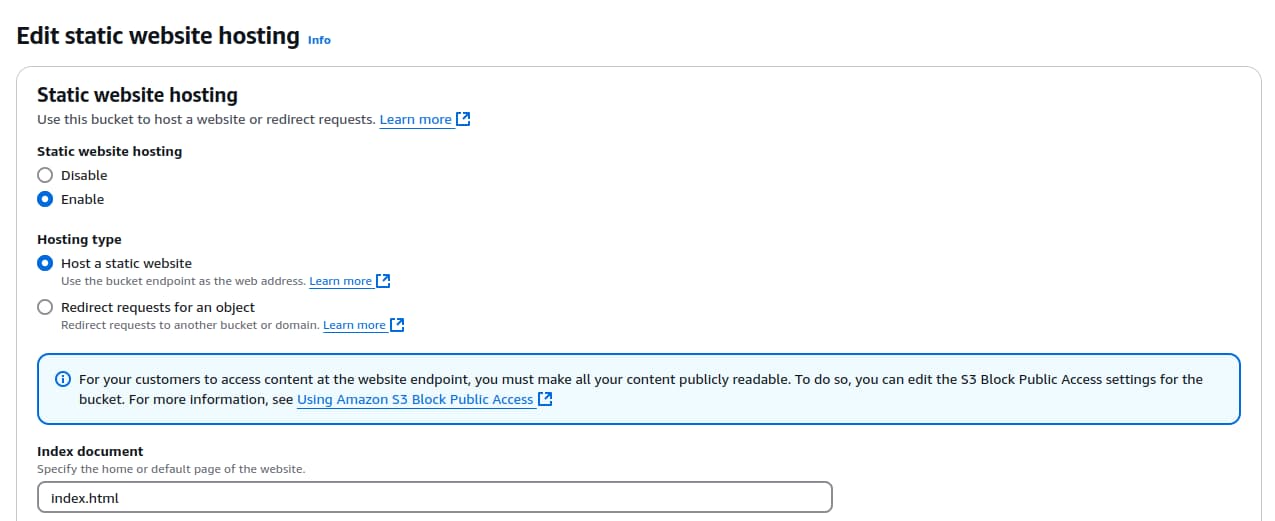 Edit static website hosting Info
Static website hosting
Use this bucket to host a website or redirect requests. Learn more
Static website hosting
Disable
Enable
Hosting type
Host a static website
Use the bucket endpoint as the web address. Learn more
Redirect requests for an object
Redirect requests to another bucket or domain. Learn more
For your customers to access content at the website endpoint, you must make all your content publicly readable. To do so, you can edit the S3 Block Public Access settings for the
bucket. For more information, see Using Amazon S3 Block Public Access
Index document
Specify the home or default page of the website.
index.html